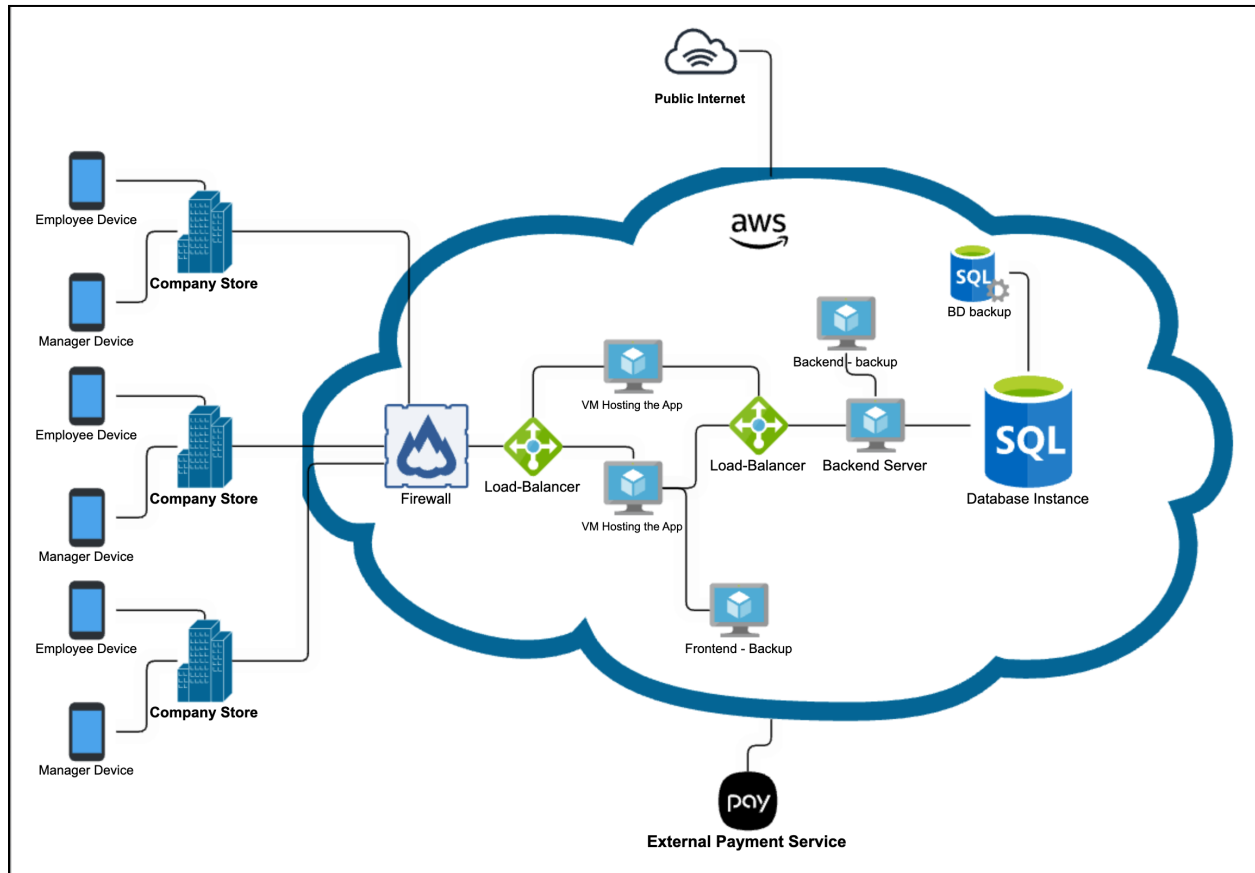 Public Internet
aws
Employee Device
Company Store
Manager Device
Employee Device
Company Store
Manager Device
Employee Device
Company Store
Manager Device
Firewall
Load-Balancer
VM Hosting the App
VM Hosting the App
Frontend - Backup
Load-Balancer
Backend - backup
Backend Server
SQL
BD backup
SQL
Database Instance
pay
External Payment Service